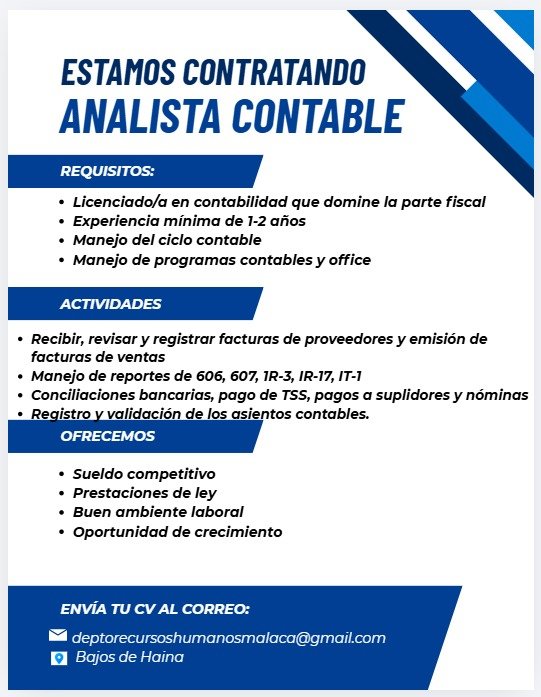 ESTAMOS CONTRATANDO
ANALISTA CONTABLE
REQUISITOS:
• Licenciado/a en contabilidad que domine la parte fiscal
• Experiencia mínima de 1-2 años
• Manejo del ciclo contable
• Manejo de programas contables y office
ACTIVIDADES
• Recibir, revisar y registrar facturas de proveedores y emisión de
facturas de ventas
• Manejo de reportes de 606, 607, IR-3, IR-17, IT-1
• Conciliaciones bancarias, pago de TSS, pagos a suplidores y nóminas
• Registro y validación de los asientos contables.
OFRECEMOS
• Sueldo competitivo
• Prestaciones de ley
• Buen ambiente laboral
• Oportunidad de crecimiento
ENVÍA TU CV AL CORREO:
deptorecursoshumanosmalaca@gmail.com
Bajos de Haina